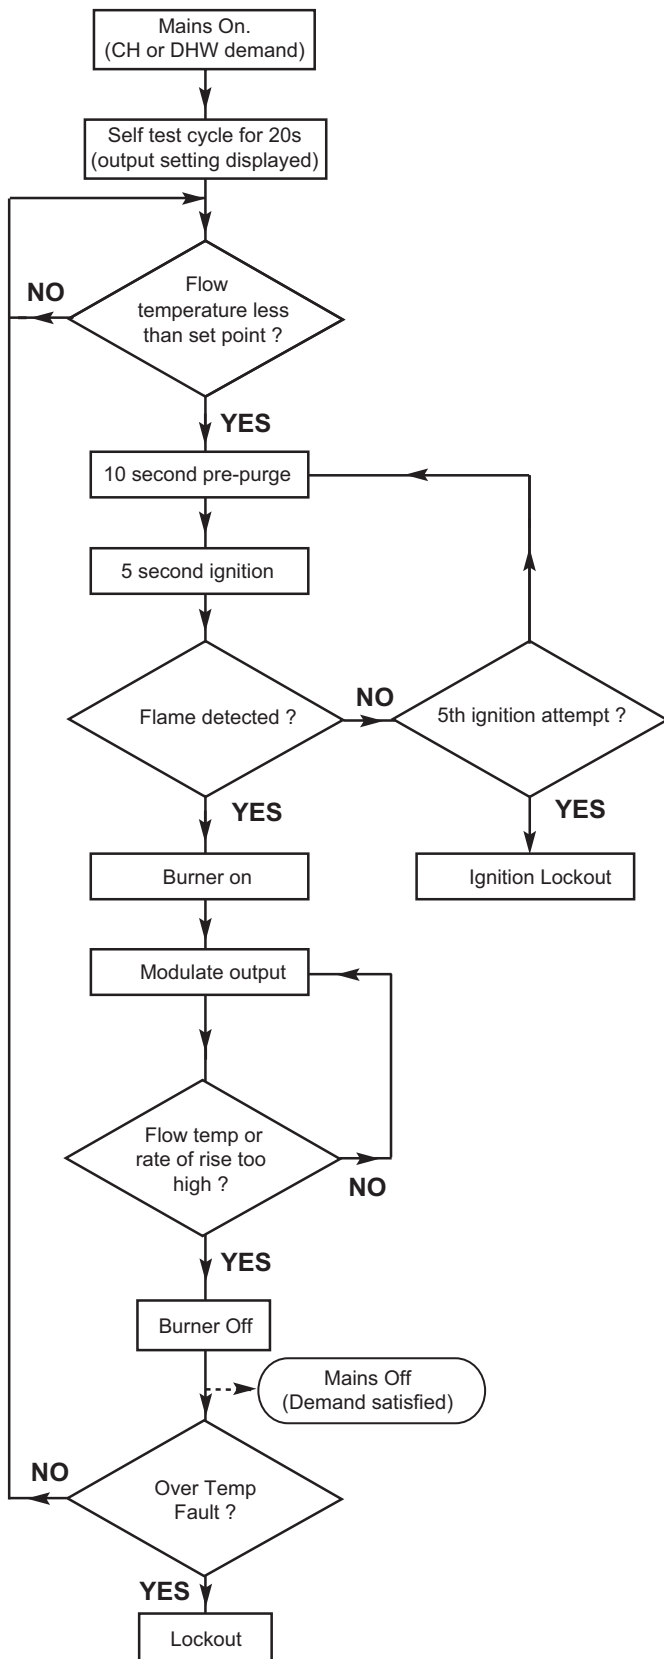 Mains On.
(CH or DHW demand)
Self test cycle for 20s
(output setting displayed)
NO
Flow
temperature less
than set point ?
YES
10 second pre-purge
5 second ignition
Flame detected ?
NO
5th ignition attempt ?
YES
YES
Burner on
Ignition Lockout
Modulate output
Flow temp or
rate of rise too
high ?
NO
YES
Burner Off
Mains Off
(Demand satisfied)
NO
Over Temp
Fault ?
YES
Lockout